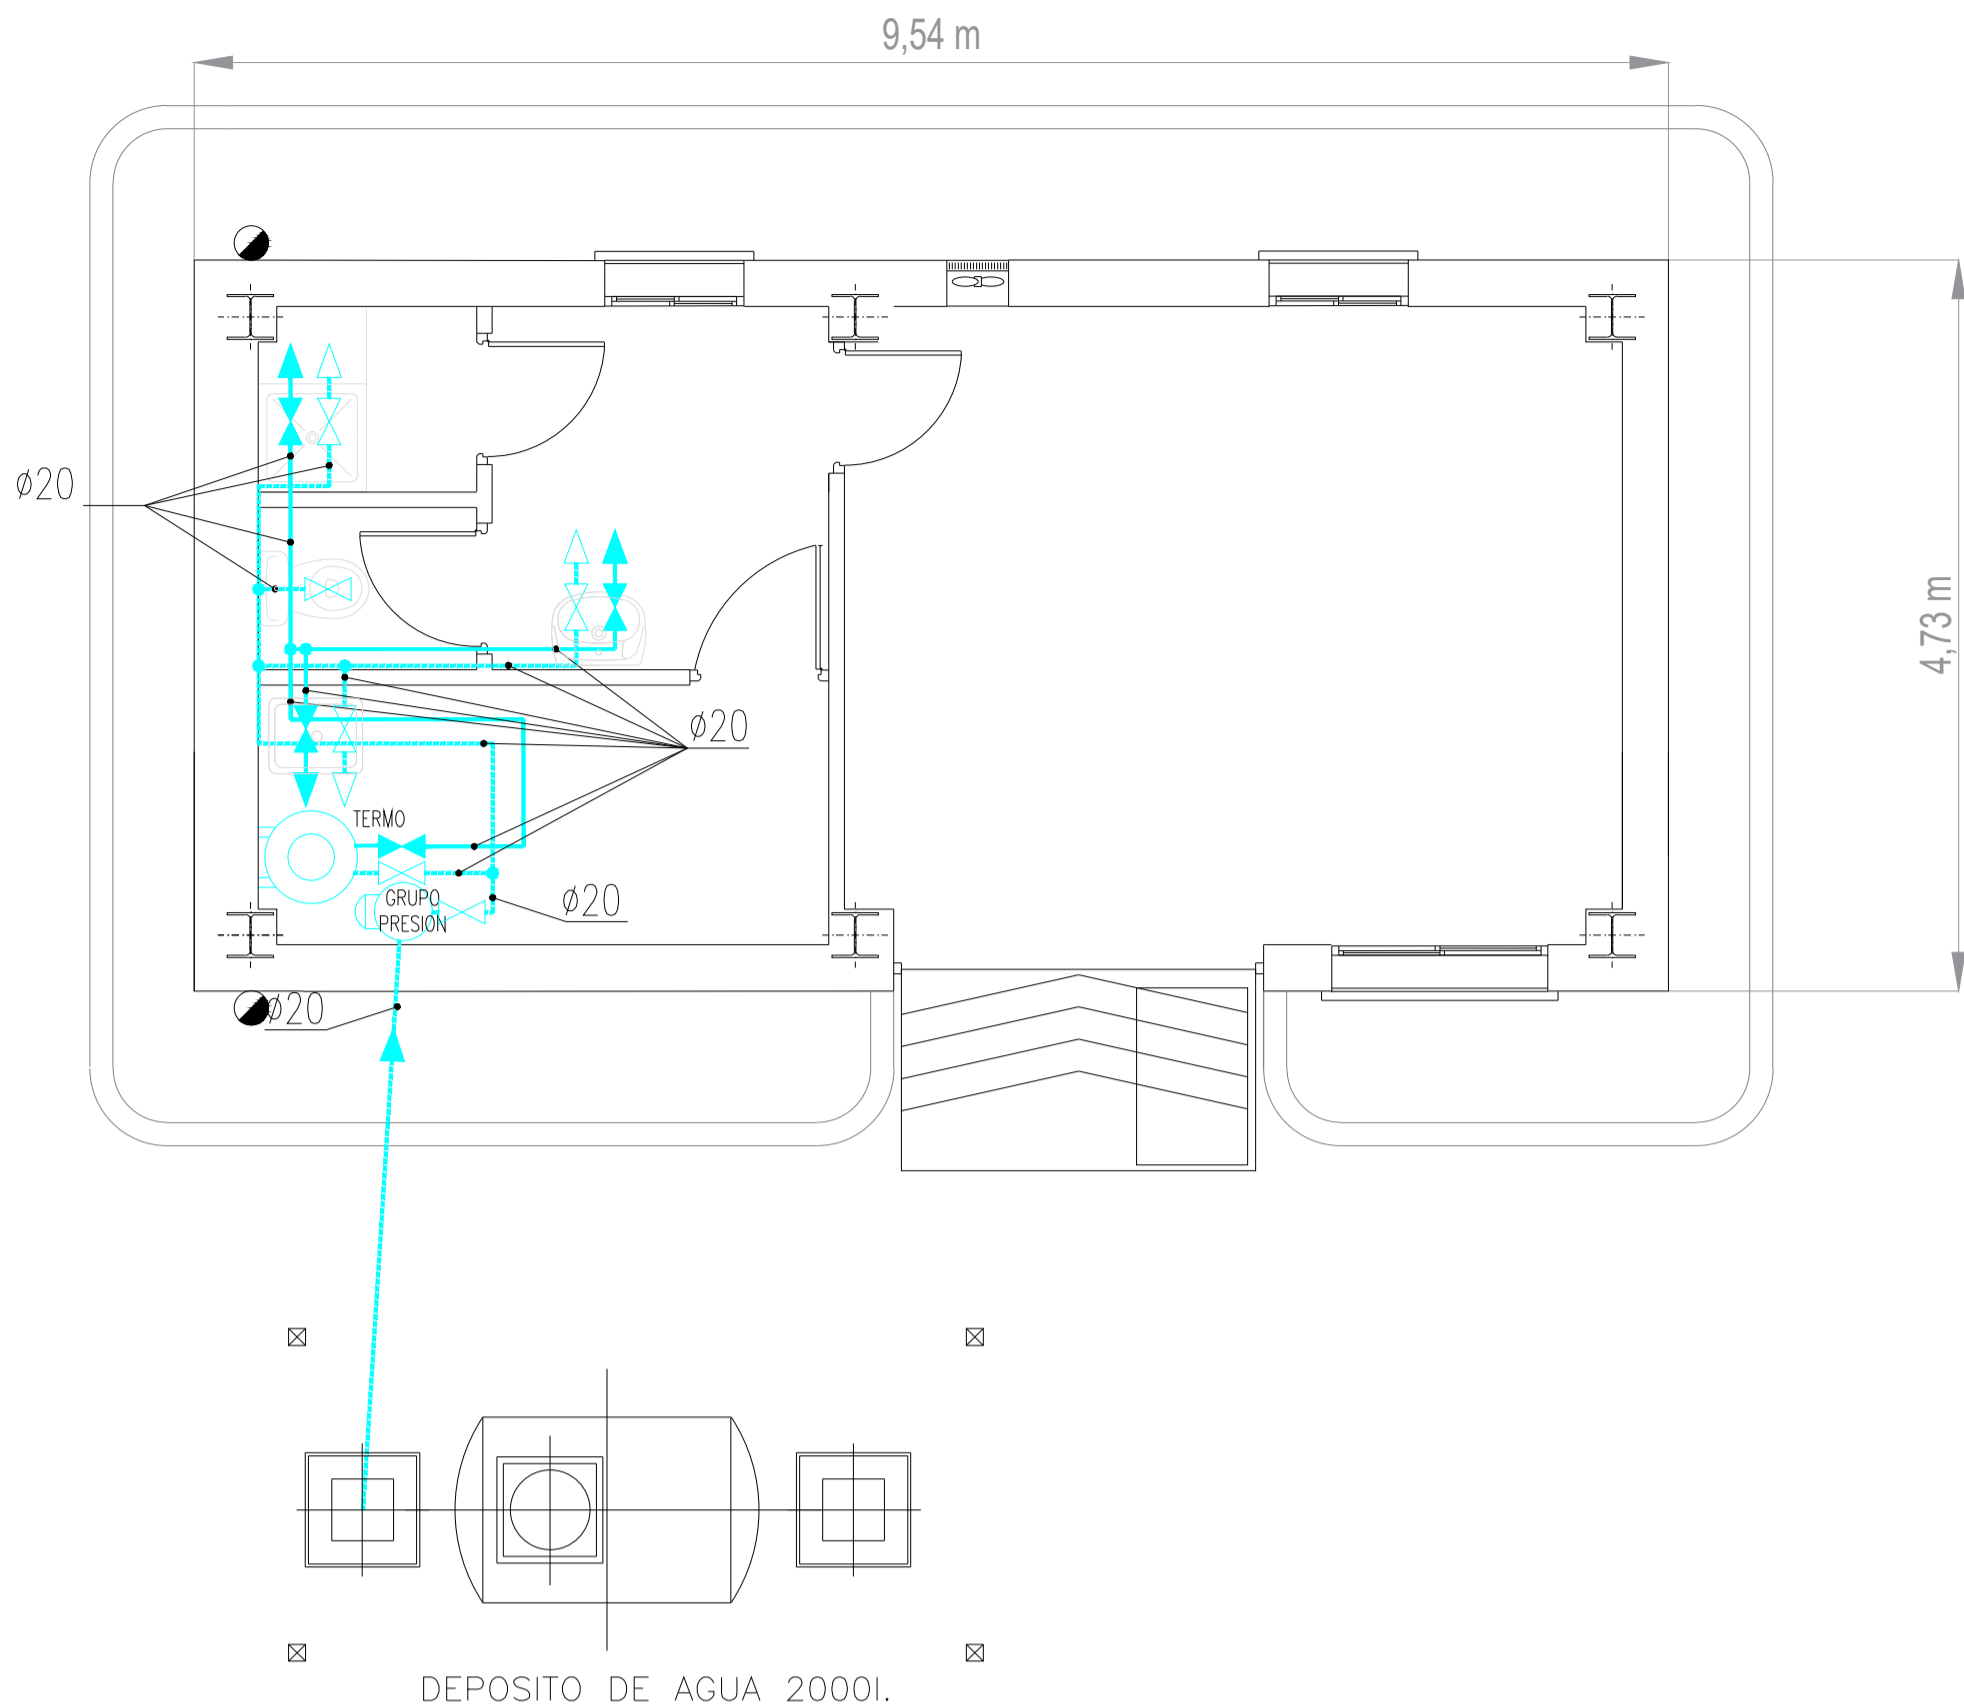 9,54 m
ø20
4,73 m
ø20
TERMO
GRUPO
PRESION
ø20
ø20
DEPOSITO DE AGUA 2000l.